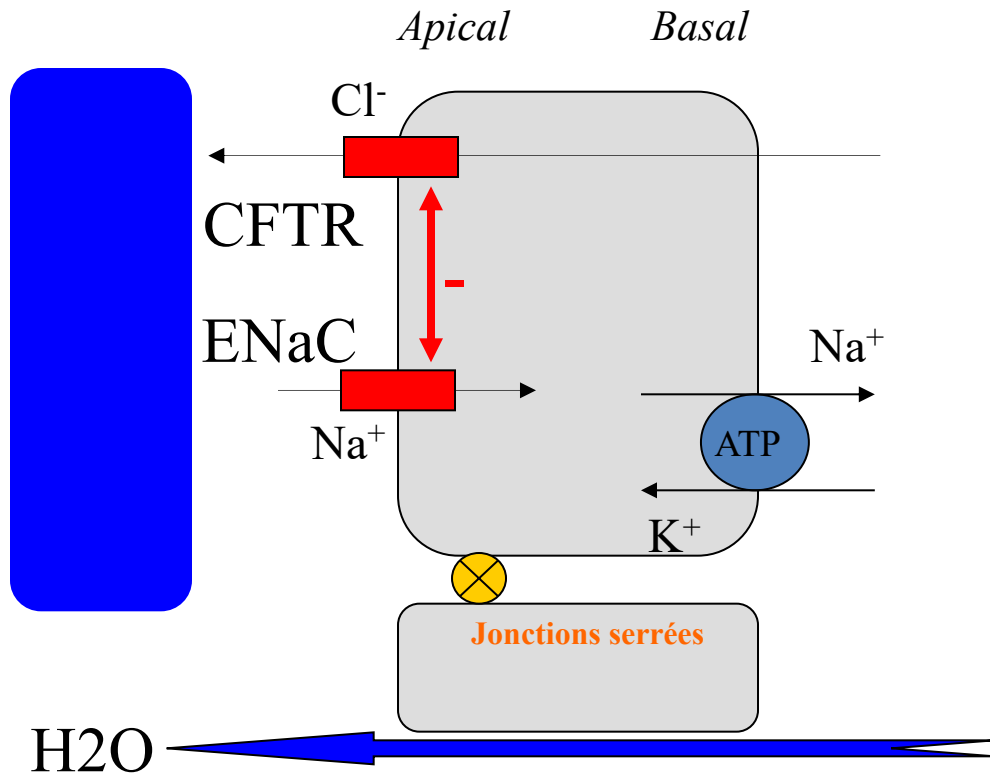 Apical Basal
Cl⁻
CFTR
-
ENaC
Na⁺
Na⁺
ATP
K⁺
Jonctions serrées
H2O